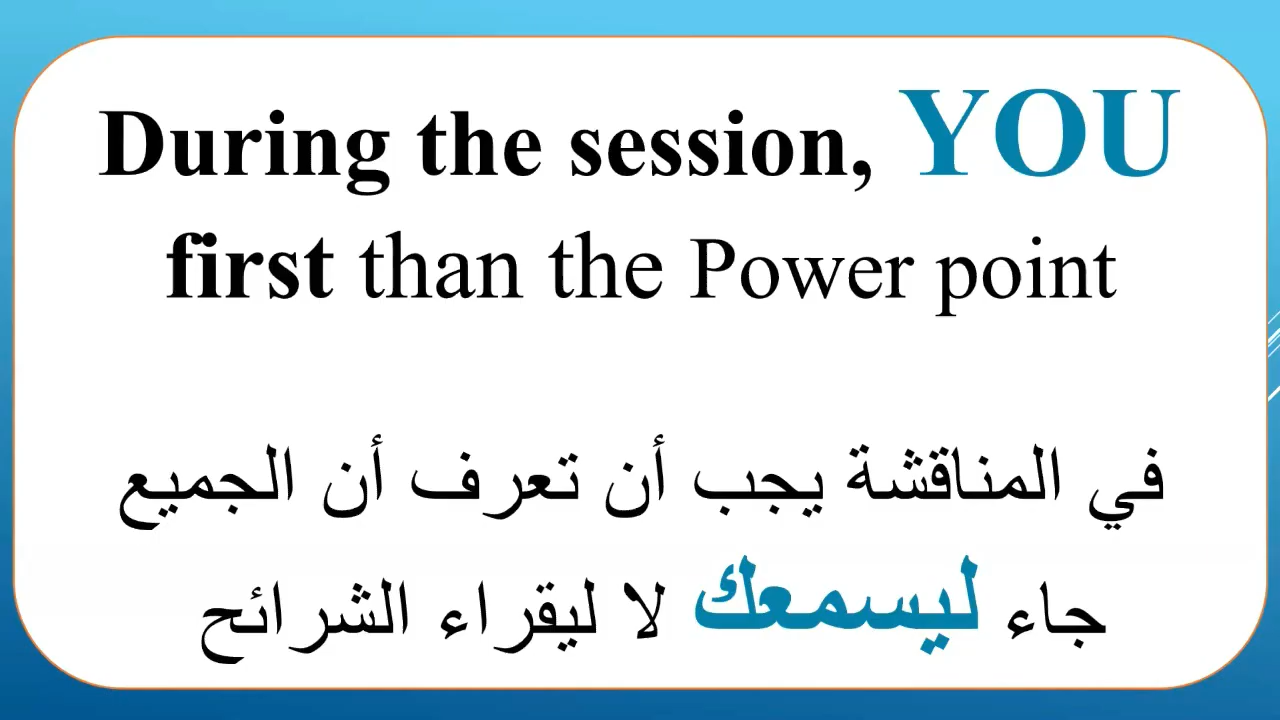 During the session, YOU
first than the Power point
في المناقشة يجب أن تعرف أن الجميع
جاء ليسمعك لا ليقراء الشرائح